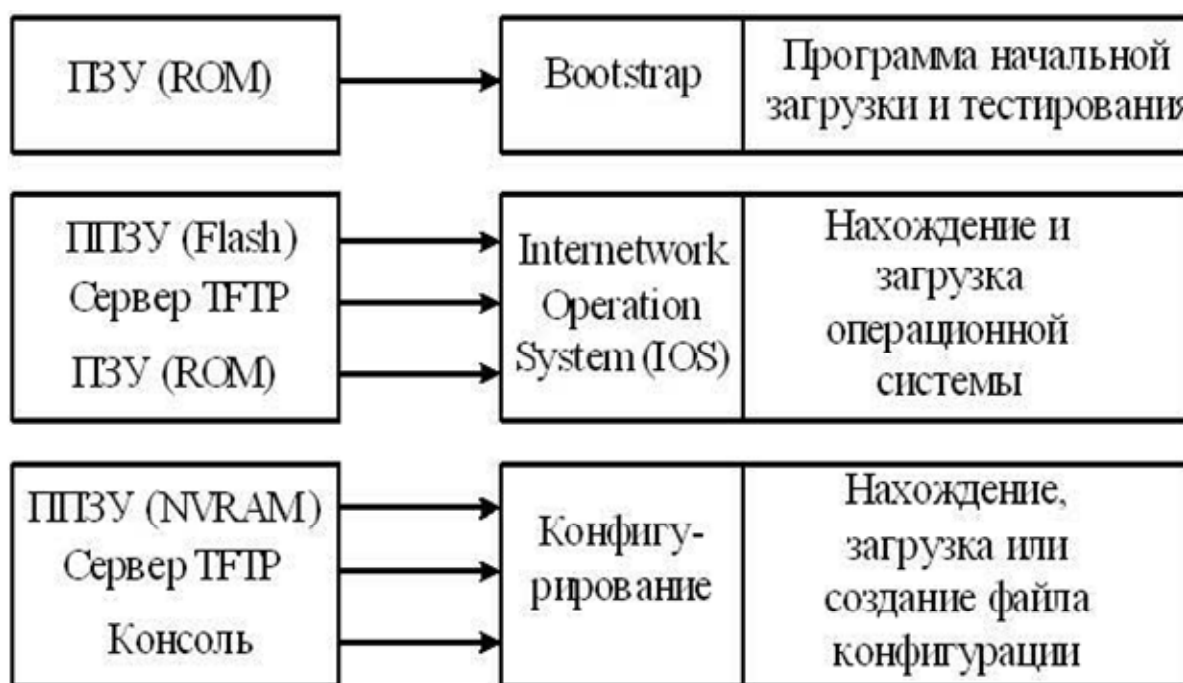 ПЗУ (ROM)
Bootstrap
Программа начальной
загрузки и тестирования
ППЗУ (Flash)
Сервер TFTP
ПЗУ (ROM)
Internetwork
Operation
System (IOS)
Нахождение и
загрузка
операционной
системы
ППЗУ (NVRAM)
Сервер TFTP
Консоль
Конфигу-
рирование
Нахождение,
загрузка или
создание файла
конфигурации